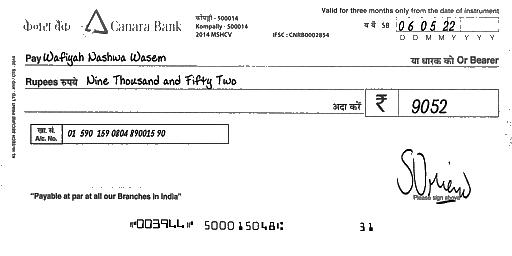 केनरा बैंक Canara Bank
कोंपल्ली - 500014
Kompally - 500014
2014 MSHCV
IFSC : CNRB0002854
Valid for three months only from the date of instrument
SB 06 05 22
D D M M Y Y Y Y
Pay Wafiyah Nashwa Wasem या धारक को Or Bearer
Rupees रुपये Nine Thousand and Fifty Two
अदा करें ₹ 9052
खा. सं.
A/c. No. 01 590 159 0804 890015 90
Please sign above
"Payable at par at all our Branches in India"
⑈003944⑈ 500015048⑆ 31